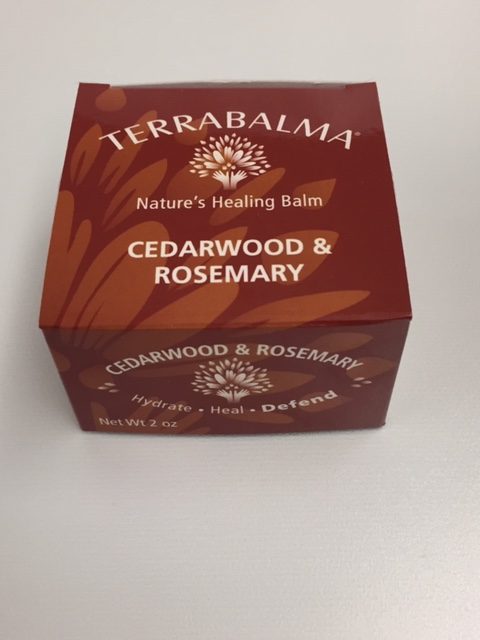 TERRABALMA®
Nature's Healing Balm
CEDARWOOD &
ROSEMARY
CEDARWOOD & ROSEMARY
Hydrate • Heal • Defend
Net Wt 2 oz